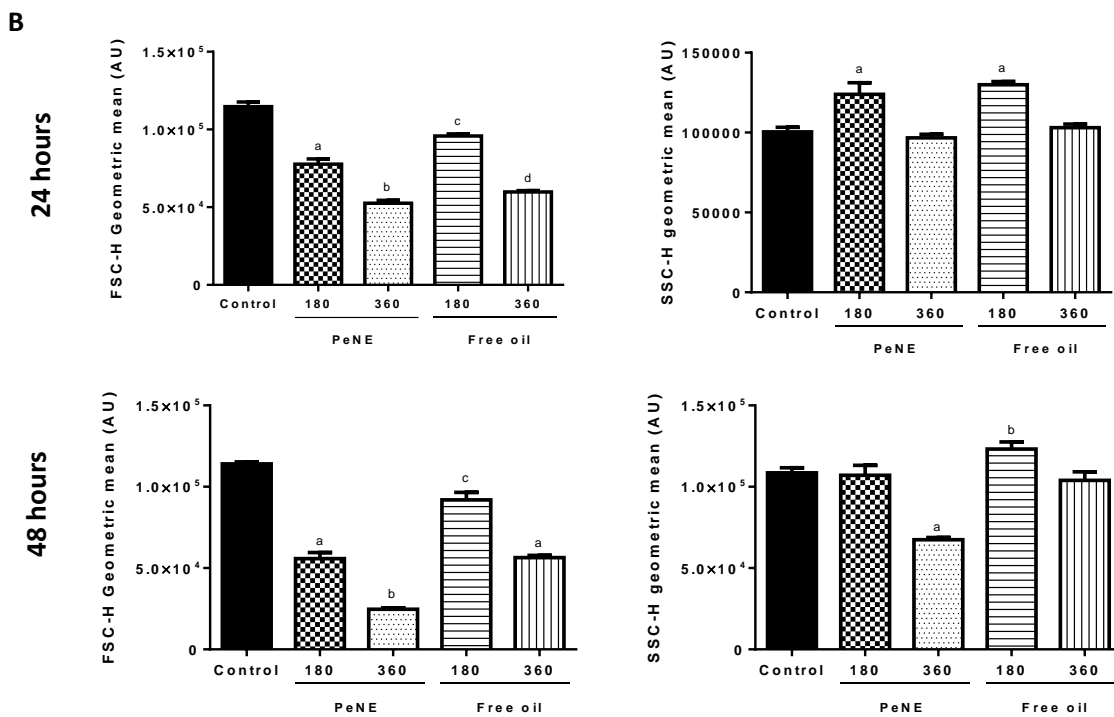 B
24 hours
FSC-H Geometric mean (AU)
1.5×10⁵
1.0×10⁵
5.0×10⁴
0
a
b
c
d
Control 180 360 180 360
PeNE Free oil
SSC-H geometric mean (AU)
150000
100000
50000
0
a
a
Control 180 360 180 360
PeNE Free oil
48 hours
FSC-H Geometric mean (AU)
1.5×10⁵
1.0×10⁵
5.0×10⁴
0
a
b
c
a
Control 180 360 180 360
PeNE Free oil
SSC-H geometric mean (AU)
1.5×10⁵
1.0×10⁵
5.0×10⁴
0
a
b
Control 180 360 180 360
PeNE Free oil